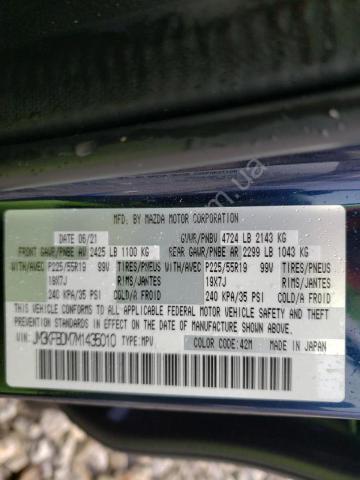 MFD. BY MAZDA MOTOR CORPORATION
DATE 06/21 GVWR/PNBV 4724 LB 2143 KG
FRONT GAWR/PNBE AV 2425 LB 1100 KG REAR GAWR/PNBE AR 2299 LB 1043 KG
WITH/AVEC P225/55R19 99V TIRES/PNEUS WITH/AVEC P225/55R19 99V TIRES/PNEUS
19X7J RIMS/JANTES 19X7J RIMS/JANTES
240 KPA/35 PSI COLD/A FROID 240 KPA/35 PSI COLD/A FROID
THIS VEHICLE CONFORMS TO ALL APPLICABLE FEDERAL MOTOR VEHICLE SAFETY, BUMPER,
AND THEFT PREVENTION STANDARDS IN EFFECT ON THE DATE OF MANUFACTURE SHOWN ABOVE.
VIN: JM3KFBDM7M1435010 TYPE:MPV COLOR CODE:42M MADE IN JAPAN